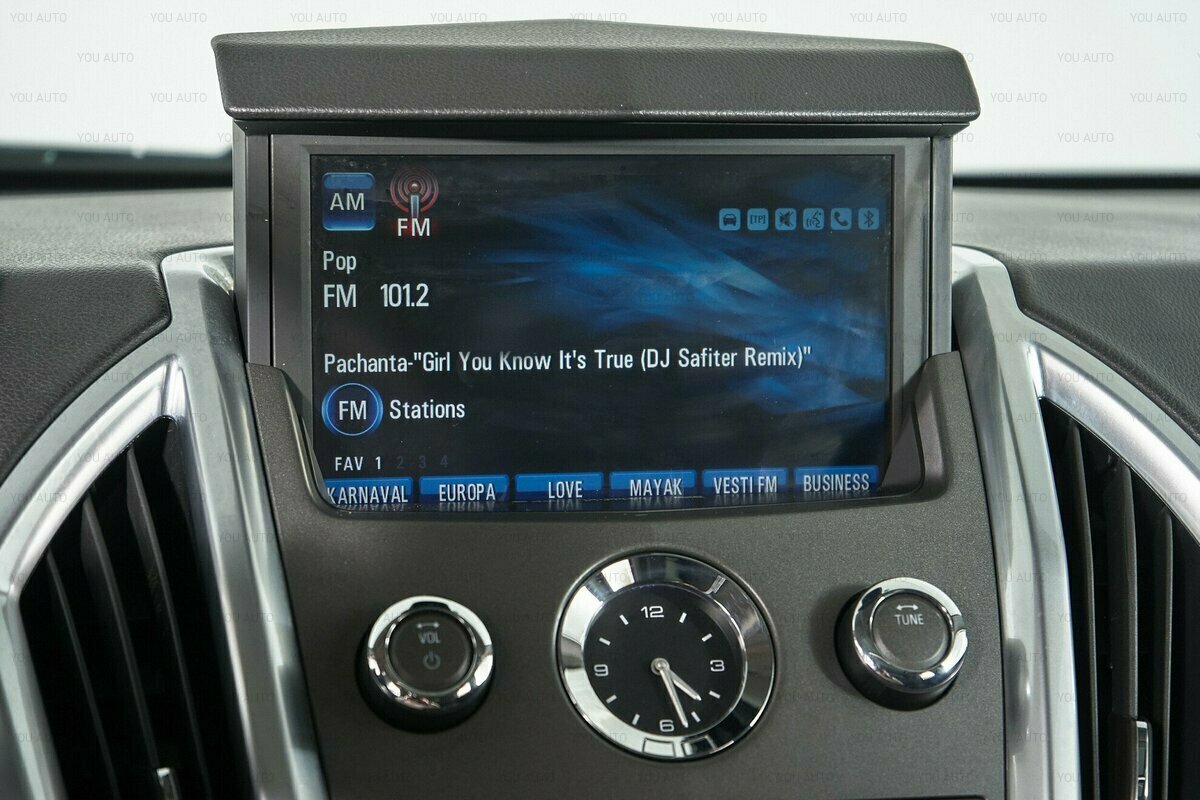 YOU AUTO
AM
FM
[TP]
Pop
FM 101.2
Pachanta-"Girl You Know It's True (DJ Safiter Remix)"
FM Stations
FAV 1 2 3 4
KARNAVAL EUROPA LOVE MAYAK VESTI FM BUSINESS
VOL
TUNE
12
9 3
6